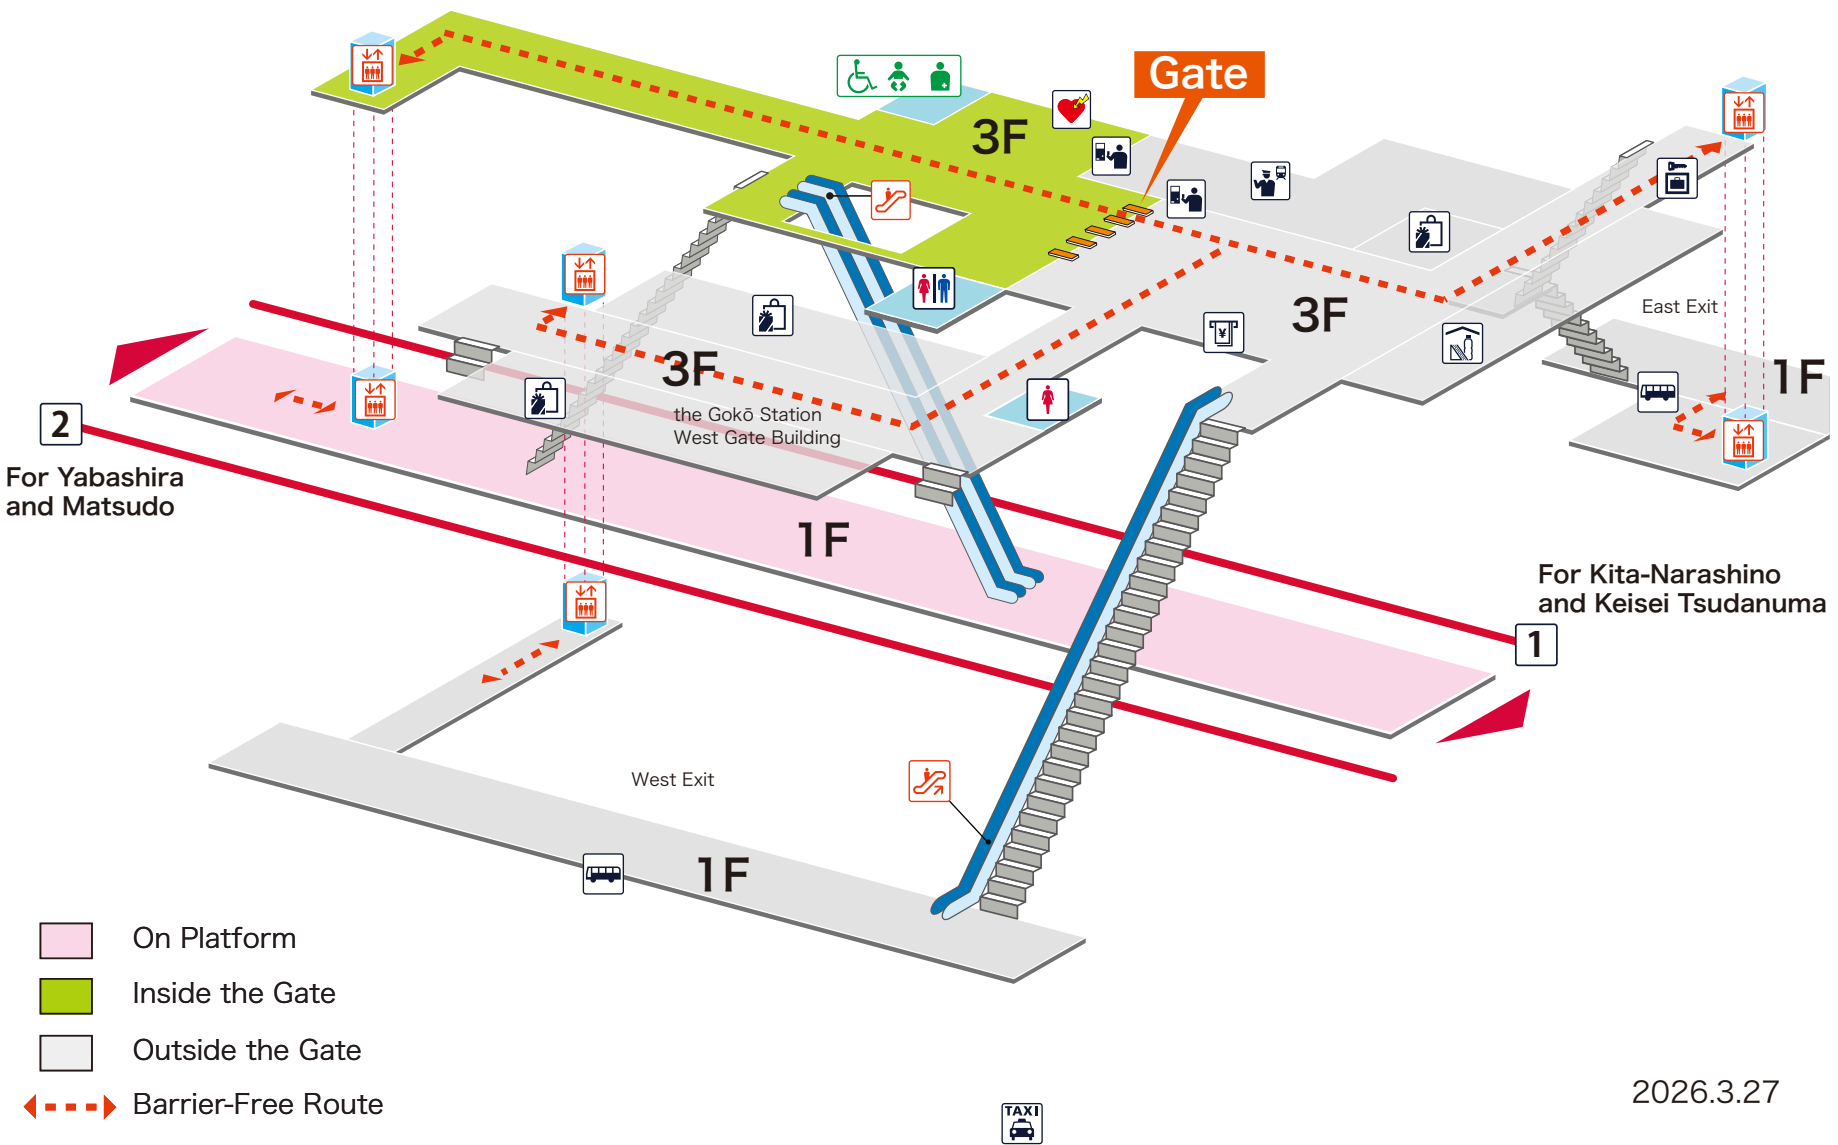 Gate
3F
3F
East Exit
1F
3F
the Gokō Station
West Gate Building
¥
2
For Yabashira
and Matsudo
1F
For Kita-Narashino
and Keisei Tsudanuma
1
West Exit
1F
On Platform
Inside the Gate
Outside the Gate
Barrier-Free Route
2026.3.27
TAXI